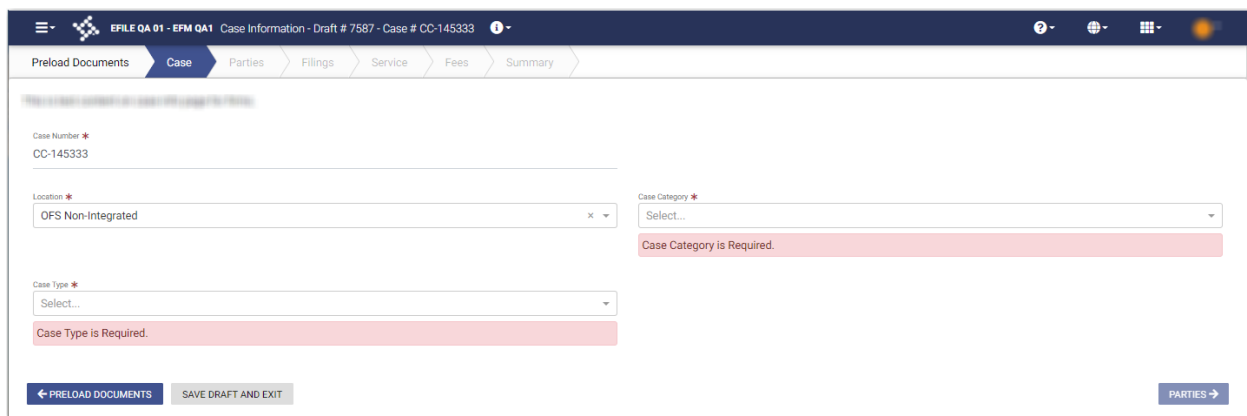 EFILE QA 01 - EFM QA1 Case Information - Draft # 7587 - Case # CC-145333
Preload Documents Case Parties Filings Service Fees Summary
Case Number *
CC-145333
Location *
OFS Non-Integrated
Case Category *
Select...
Case Category is Required.
Case Type *
Select...
Case Type is Required.
PRELOAD DOCUMENTS SAVE DRAFT AND EXIT PARTIES